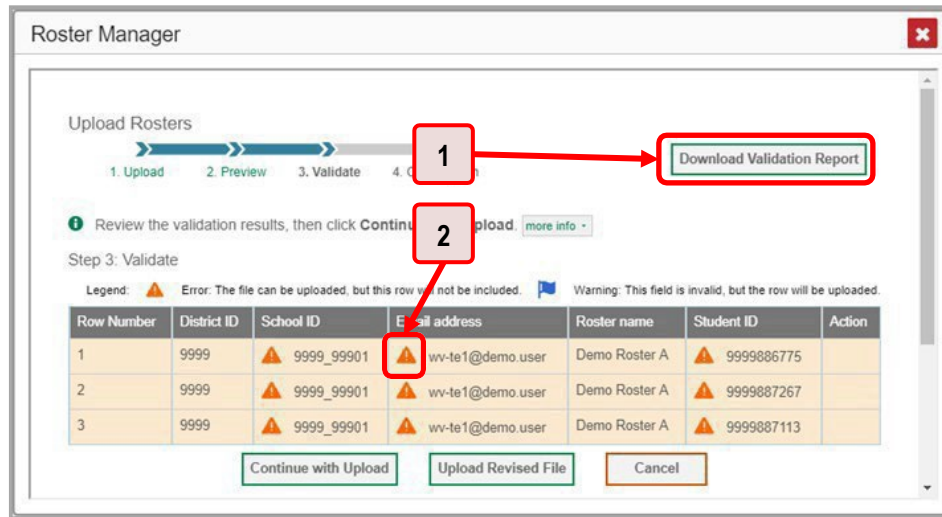 Roster Manager
Upload Rosters
1
Download Validation Report
1. Upload 2. Preview 3. Validate 4.
Review the validation results, then click more info -
2
Step 3: Validate
Legend: Error: The file can be uploaded, but this row will not be included. Warning: This field is invalid, but the row will be uploaded.
Row Number District ID School ID Email address Roster name Student ID Action
1 9999 9999_99901 wv-te1@demo.user Demo Roster A 9999886775
2 9999 9999_99901 wv-te1@demo.user Demo Roster A 9999887267
3 9999 9999_99901 wv-te1@demo.user Demo Roster A 9999887113
Continue with Upload Upload Revised File Cancel